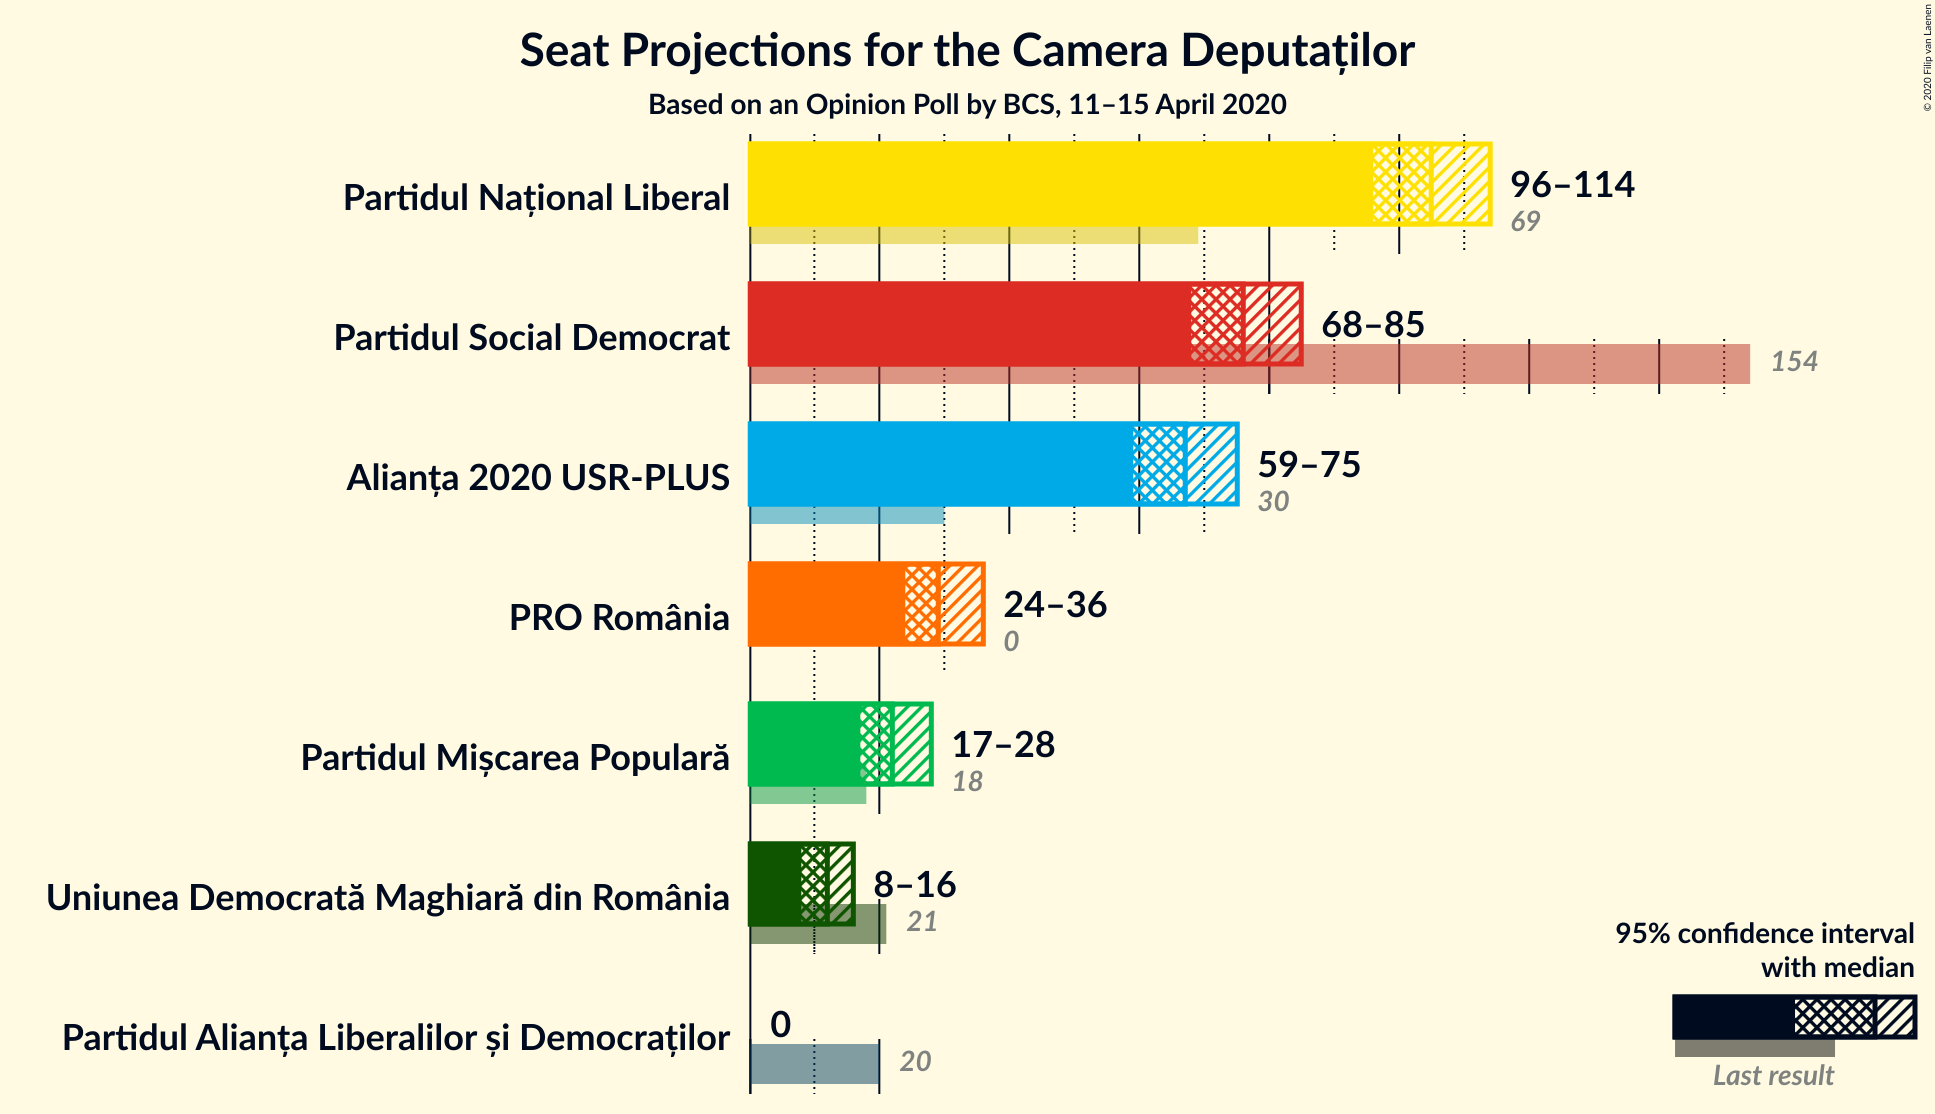 Seat Projections for the Camera Deputaților
Based on an Opinion Poll by BCS, 11–15 April 2020
© 2020 Filip van Laenen
Partidul Național Liberal
96–114
69
Partidul Social Democrat
68–85
154
Alianța 2020 USR-PLUS
59–75
30
PRO România
24–36
0
Partidul Mișcarea Populară
17–28
18
Uniunea Democrată Maghiară din România
8–16
21
Partidul Alianța Liberalilor și Democraților
0
20
95% confidence interval
with median
Last result